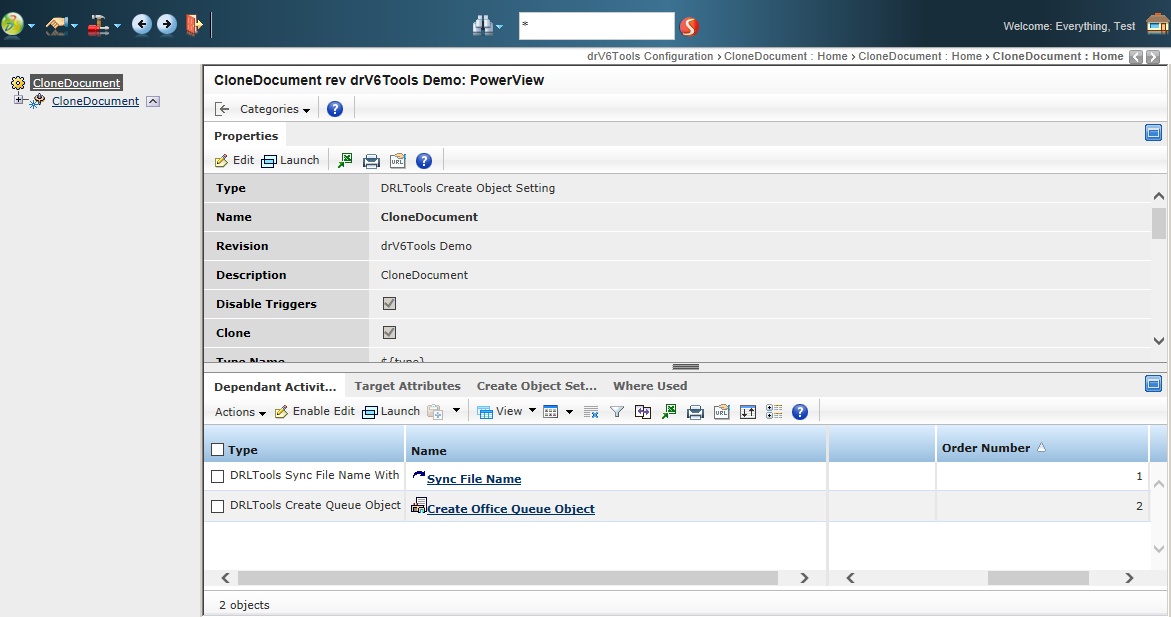 *
Welcome: Everything, Test
drV6Tools Configuration › CloneDocument : Home › CloneDocument : Home › CloneDocument : Home
CloneDocument
CloneDocument
CloneDocument rev drV6Tools Demo: PowerView
Categories
Properties
Edit Launch URL
Type DRLTools Create Object Setting
Name CloneDocument
Revision drV6Tools Demo
Description CloneDocument
Disable Triggers
Clone
Type Name ${type}
Dependant Activit... Target Attributes Create Object Set... Where Used
Actions Enable Edit Launch View URL
Type Name Order Number
DRLTools Sync File Name With Sync File Name 1
DRLTools Create Queue Object Create Office Queue Object 2
2 objects